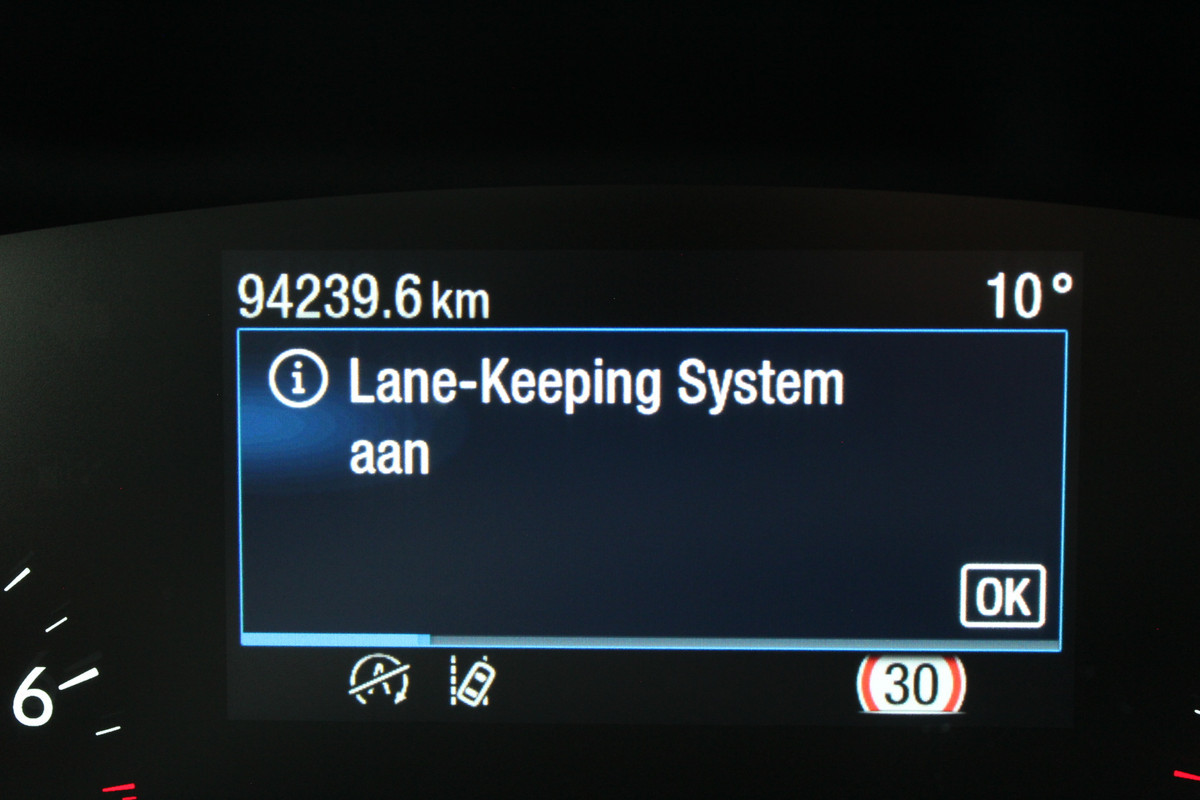 94239.6 km 10°
i Lane-Keeping System
aan
OK
A 30
6